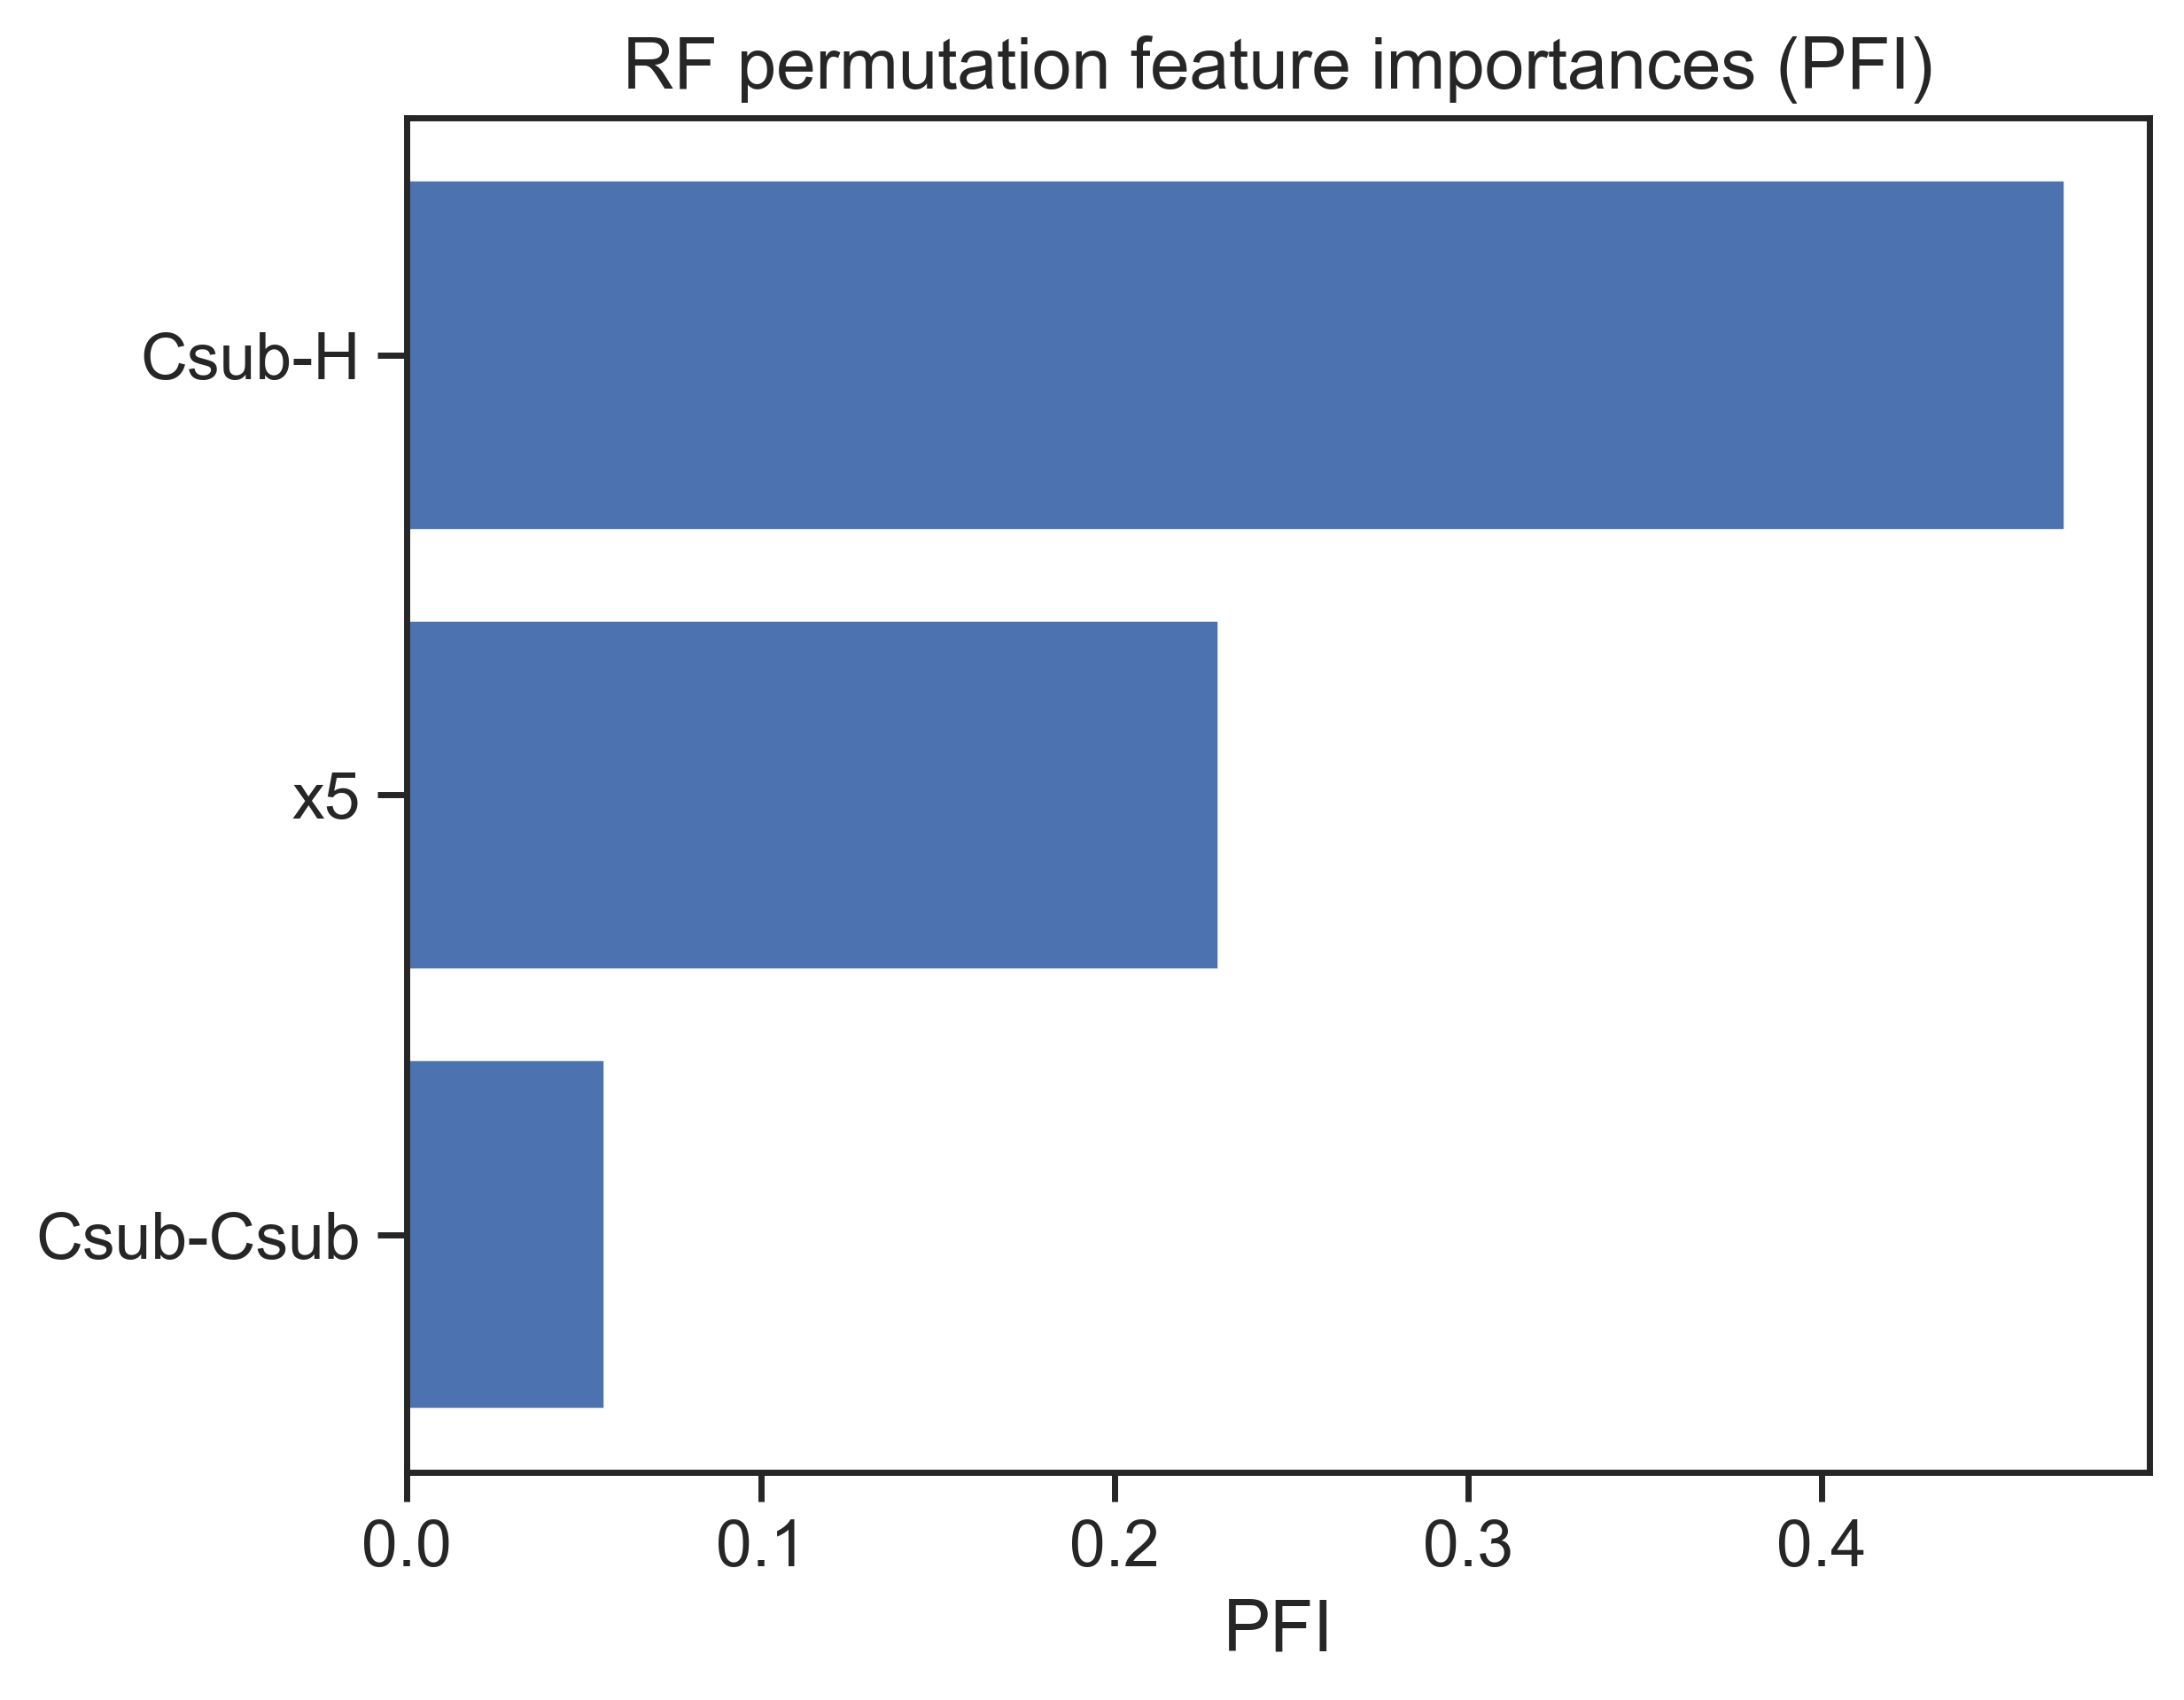 RF permutation feature importances (PFI)
Csub-H
x5
Csub-Csub
0.0 0.1 0.2 0.3 0.4
PFI